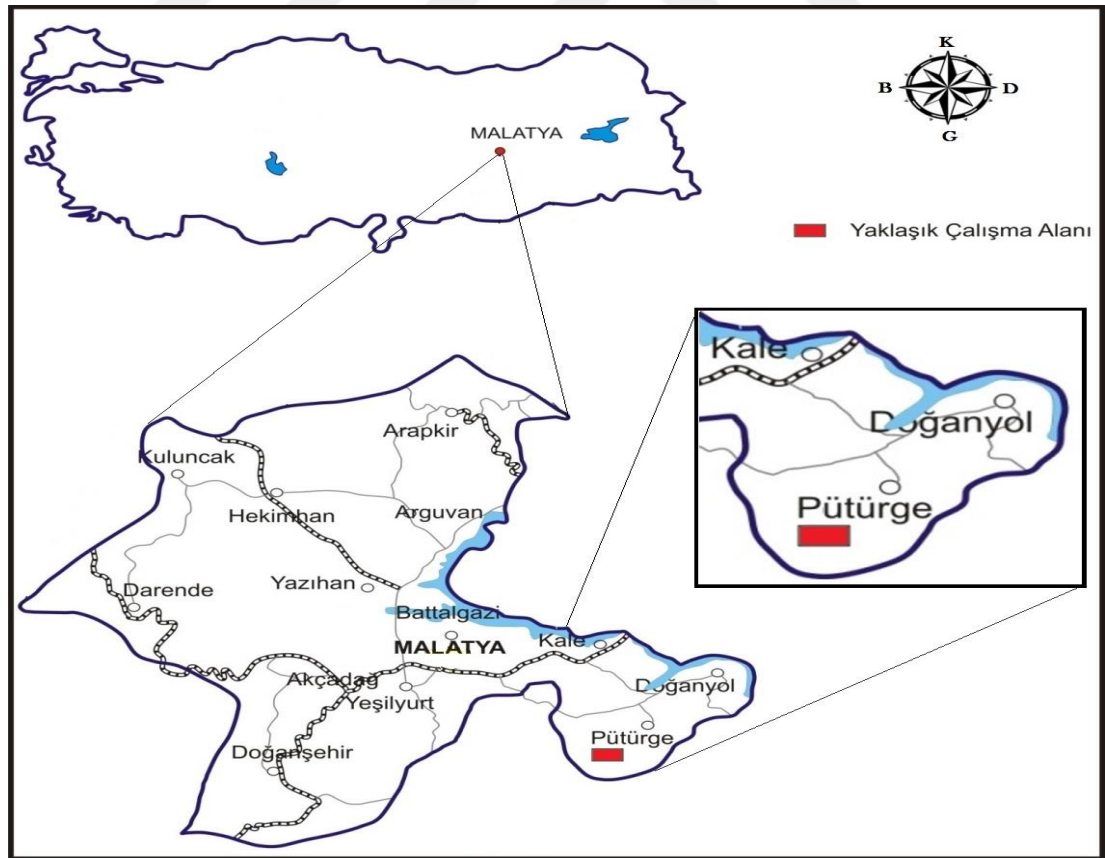 K
B
D
G
MALATYA
Yaklaşık Çalışma Alanı
Kale
Doğanyol
Pütürge
Arapkir
Kuluncak
Hekimhan
Arguvan
Yazıhan
Darende
Battalgazi
MALATYA
Kale
Akçadağ
Yeşilyurt
Doğanyol
Pütürge
Doğanşehir